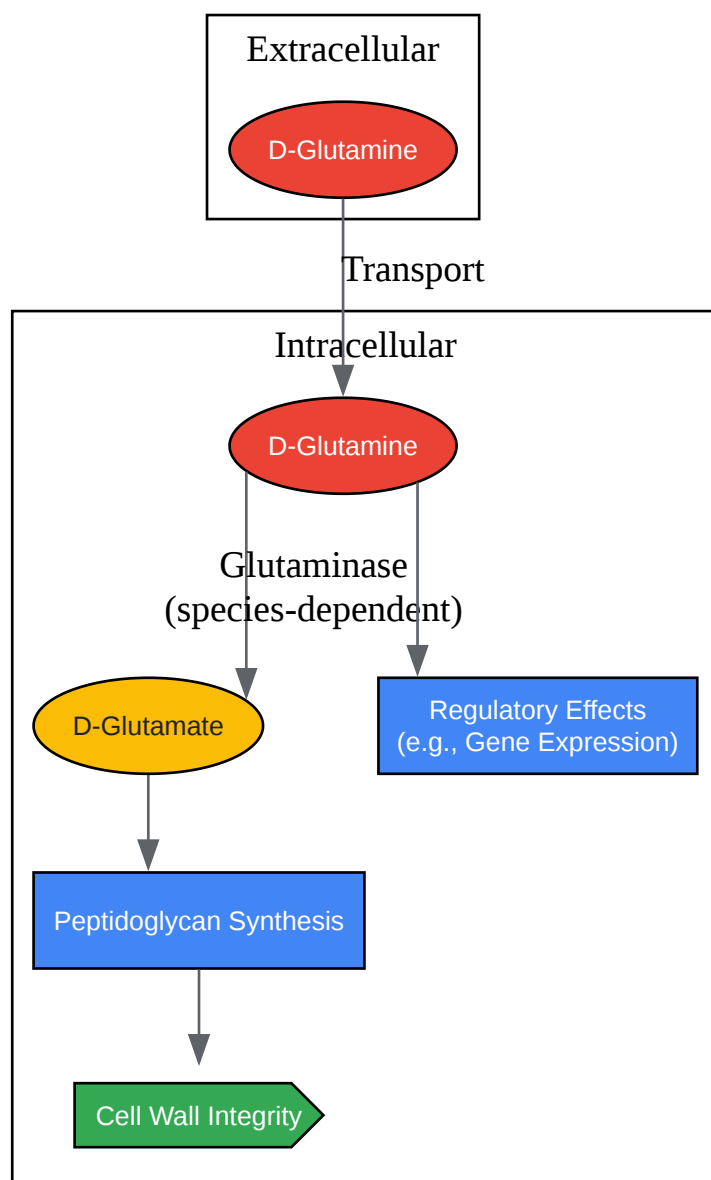 Extracellular
D-Glutamine
Transport
Intracellular
D-Glutamine
Glutaminase
(species-dependent)
D-Glutamate
Regulatory Effects
(e.g., Gene Expression)
Peptidoglycan Synthesis
Cell Wall Integrity